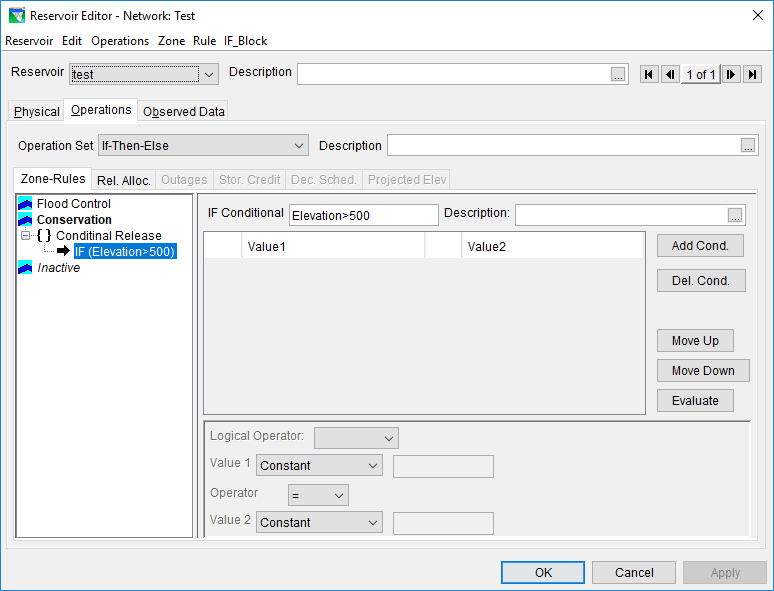 Reservoir Editor - Network: Test
Reservoir Edit Operations Zone Rule IF_Block
Reservoir test Description ... 1 of 1
Physical Operations Observed Data
Operation Set If-Then-Else Description ...
Zone-Rules Rel. Alloc. Outages Stor. Credit Dec. Sched. Projected Elev
Flood Control
Conservation
{ } Conditinal Release
IF (Elevation>500)
Inactive
IF Conditional Elevation>500 Description: ...
Value1 Value2
Add Cond.
Del. Cond.
Move Up
Move Down
Evaluate
Logical Operator:
Value 1 Constant
Operator =
Value 2 Constant
OK Cancel Apply